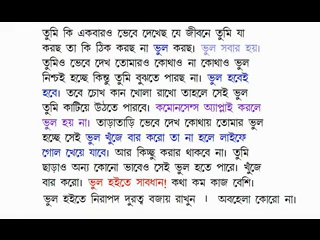 তুমি কি একবারও ভেবে দেখেছ যে জীবনে তুমি যা
করছ তা কি ঠিক করছ না ভুল করছ। ভুল সবার হয়।
তুমিও ভেবে দেখ তোমারও কোথাও না কোথাও ভুল
নিশ্চই হচ্ছে কিন্তু তুমি বুঝতে পারছ না। ভুল হবেই
হবে। তবে চোখ কান খোলা রাখো তাহলে সেই ভুল
তুমি কাটিয়ে উঠতে পারবে। কমোনসেন্স অ্যাপ্লাই করলে
ভুল হয় না। তাড়াতাড়ি ভেবে দেখ কোথায় তোমার ভুল
হচ্ছে সেই ভুল খুঁজে বার করো তা না হলে লাইফে
গোল খেয়ে যাবে। আর কিচ্ছু করার থাকবে না। তুমি
ছাড়াও অন্য কোনো ভাবেও সেই ভুল হতে পারে। খুঁজে
বার করো। ভুল হইতে সাবধান! কথা কম কাজ বেশি।
ভুল হইতে নিরাপদ দুরত্ব বজায় রাখুন । অবহেলা কোরো না।